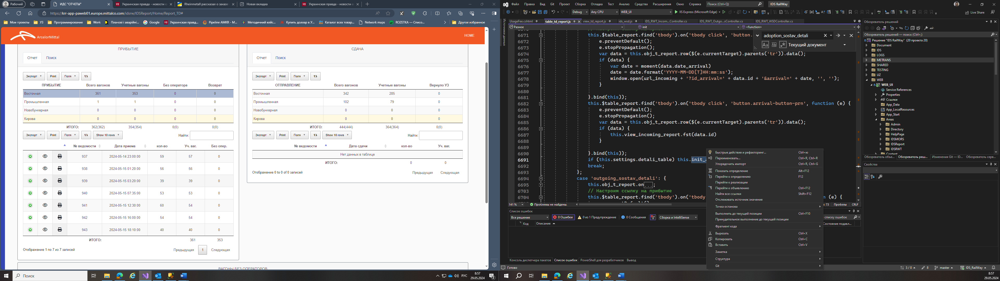 Рабочий
ИДС "ОТЧЕТЫ"
Украинская правда - новости о
Rheinmetall рассказал о заказе
Новая вкладка
Украинская правда - новости о
https://krr-app-paweb01.europe.mittalco.com/idsrw/IDSReport/Home/Report_TD#
Мои проекты
УЗ
Программирование
Work
Планові і аварійні...
Google
Украинская правд...
Pipeline AMKR - M...
Методичний кейс...
Купить доллар в У...
Каталог всех товар...
Network maps
ROZETKA — Списо...
Другое избранное
ArcelorMittal
HOME
ПРИБЫТИЕ
Отчет
Поиск
Экспорт
Print
Поля
ПРИБЫТИЕ Всего вагонов Учетные вагоны Без оператора Возврат
Восточная 361 353 0 0
Промышленная 1 1 0 0
Новобункерная 0 0 0 0
Кирова 0 0 0 0
ИТОГО: 362(362) 354(354) 0(0) 0(0)
Экспорт
Print
Поля
Show 10 rows
Найти:
№ ведомости Дата приема кол-во Уч. ваг. Без опер.
937 2024-05-14 23:00:00 59 57 0
938 2024-05-15 01:20:00 56 56 0
939 2024-05-15 03:20:00 39 39 0
940 2024-05-15 07:35:00 53 53 0
941 2024-05-15 12:30:00 60 54 0
942 2024-05-15 16:00:00 54 54 0
943 2024-05-15 18:10:00 40 40 0
ИТОГО: 361 353
Отображение 1 по 7 из 7 записей
Предыдущая
1
Следующая
СДАЧА
Отчет
Поиск
Экспорт
Print
Поля
ОТПРАВЛЕНИЕ Всего вагонов Учетные вагоны Вернуло УЗ
Восточная 342 285 0
Промышленная 102 79 0
Новобункерная 0 0 0
Кирова 0 0 0
ИТОГО: 444(444) 364(364) 0(0)
Экспорт
Print
Поля
Show 10 rows
Найти:
№ ведомости Дата сдачи кол-во Уч. ваг.
Нет данных в таблице
ИТОГО: 0 0
Отображение 0 to 0 of 0 записей
Предыдущая
Следующая
ВАГОНЫ БЕЗ ОПЕРАТОРОВ
Поиск
РУС
8:57
29.05.2024
2
Файл Правка Вид Git Проект Сборка Отладка Тест Анализ Средства Расширения Окно Справка
Поиск (Ctrl+Q)
IDS RailWay
Debug
Any CPU
WEB_UI
IIS Express (Microsoft Edge)
Live Share
Источники данных
UsageFee.cshtml
table_td_report.js
view_td_report.js
ids_wsd.js
IDS_RWT_Incom...Controller.cs
IDS_RWT_Outgo...sController.cs
IDS_RWT_WSDController.cs
Разное
init
<function>
adoption_sostav_detali
Текущий документ
6671 this.$table_report.find('tbody').on('tbody click', 'button.
6672 e.preventDefault();
6673 e.stopPropagation();
6674 var data = this.obj_t_report.row($(e.currentTarget).parents('tr')).data();
6675 if (data) {
6676 var date = moment(data.date_arrival)
6677 date = date.format('YYYY-MM-DD[T]HH:mm:ss');
6678 window.open(url_incoming + '?id_arrival=' + data.id + '&arrival=' + date, '', '');
6679 }
6680
6681 }.bind(this));
6682 this.$table_report.find('tbody').on('tbody click', 'button.arrival-button-prn', function (e) {
6683 e.preventDefault();
6684 e.stopPropagation();
6685 var data = this.obj_t_report.row($(e.currentTarget).parents('tr')).data();
6686 if (data) {
6687 this.view_incoming_report.fst(data.id)
6688 }
6689
6690 }.bind(this));
6691 if (this.settings.detali_table) this.init_
6692 break;
6693 };
6694 case 'outgoing_sostav_detali': {
6695 this.obj_t_report.on...;
6703 // Настроим ссылку на прибытие
6704 this.$table_report.find('tbody').on('tbody n (e) {
141 %
Проблемы не найдены.
: 73
Пробелы
CRLF
Быстрые действия и рефакторинг... Ctrl+ю
Переименовать... Ctrl+R, Ctrl+R
Упорядочить импорт Ctrl+R, Ctrl+G
Показать определение Alt+F12
Перейти к определению F12
Перейти к реализации
Перейти к объявлению Ctrl+F12
Найти все ссылки Shift+F12
Отслеживать источник значения
Точка останова
Выполнить до текущей позиции Ctrl+F10
Принудительное выполнение до текущей позиции
Фрагмент кода
Вырезать Ctrl+X
Копировать Ctrl+C
Вставить Ctrl+V
Заметка
Структура
Git
Список ошибок
Все решение
0 Ошибки
0 из 1 Предупреждение
0 Сообщения
Сборка и IntelliSense
списку ошибок
Код
Описание
Состояние подавл...
Консоль диспетчера пакетов
Список ошибок
PowerShell для разработчиков
Вывод
Готово
3 / 0
8
master
IDS_RailWay
Обозреватель решений
Обозреватель решений — поиск (Ctrl+;)
Решение "IDS RailWay" (20 проекта 20)
Document
IDS
LOGS
METRANS
SHARED
TESTING
UZ
WEB
WEB_UI
Service References
Properties
Ссылки
App_Data
App_LocalResources
App_Start
Areas
Admin
Directory
HelpPage
IDSMORS
IDSReport
IDSRWT
Content
Обозреватель объе...
Обозреватель реш...
Изменения Git — ID...
Обозреватель серв...
Свойства
8:57
29.05.2024